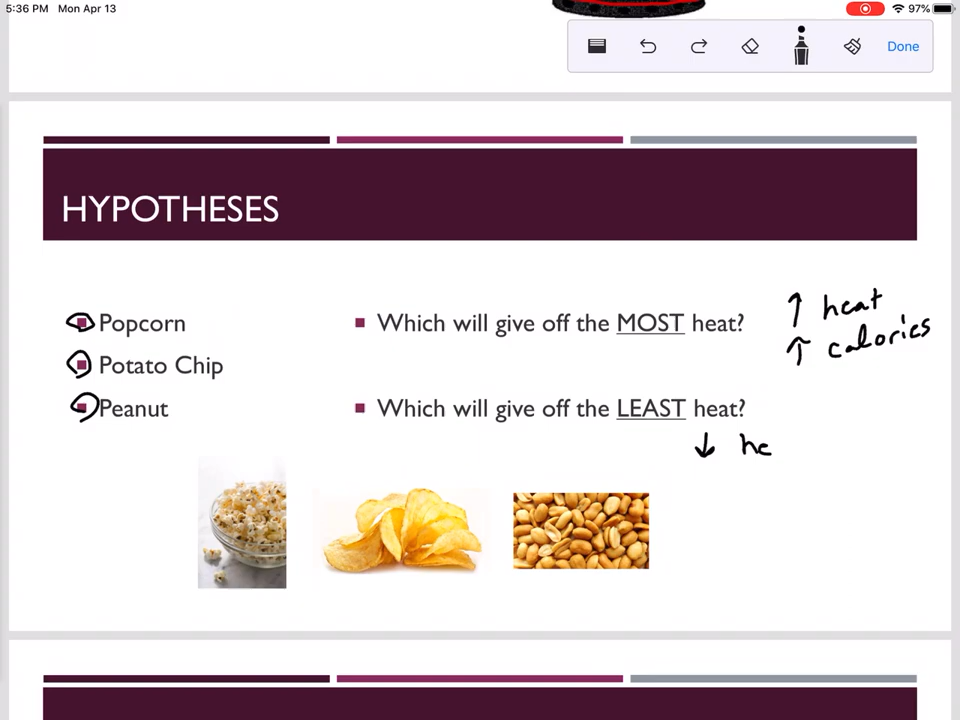 5:36 PM Mon Apr 13
97%
Done
HYPOTHESES
Popcorn
Potato Chip
Peanut
Which will give off the MOST heat?
↑ heat
↑ calories
Which will give off the LEAST heat?
↓ he